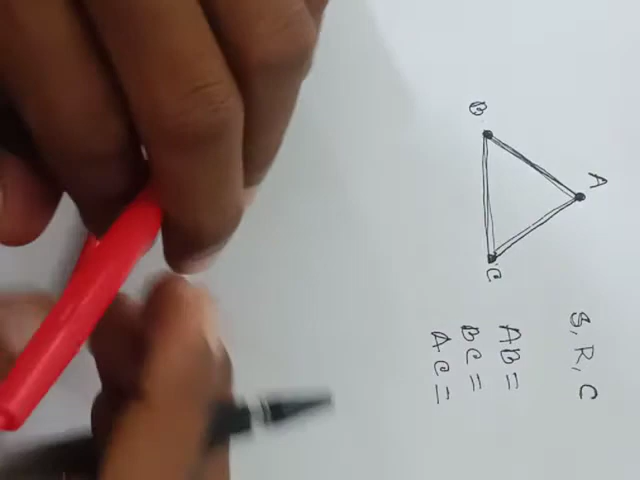 A
B
C
S, R, C
AB =
BC =
AC =